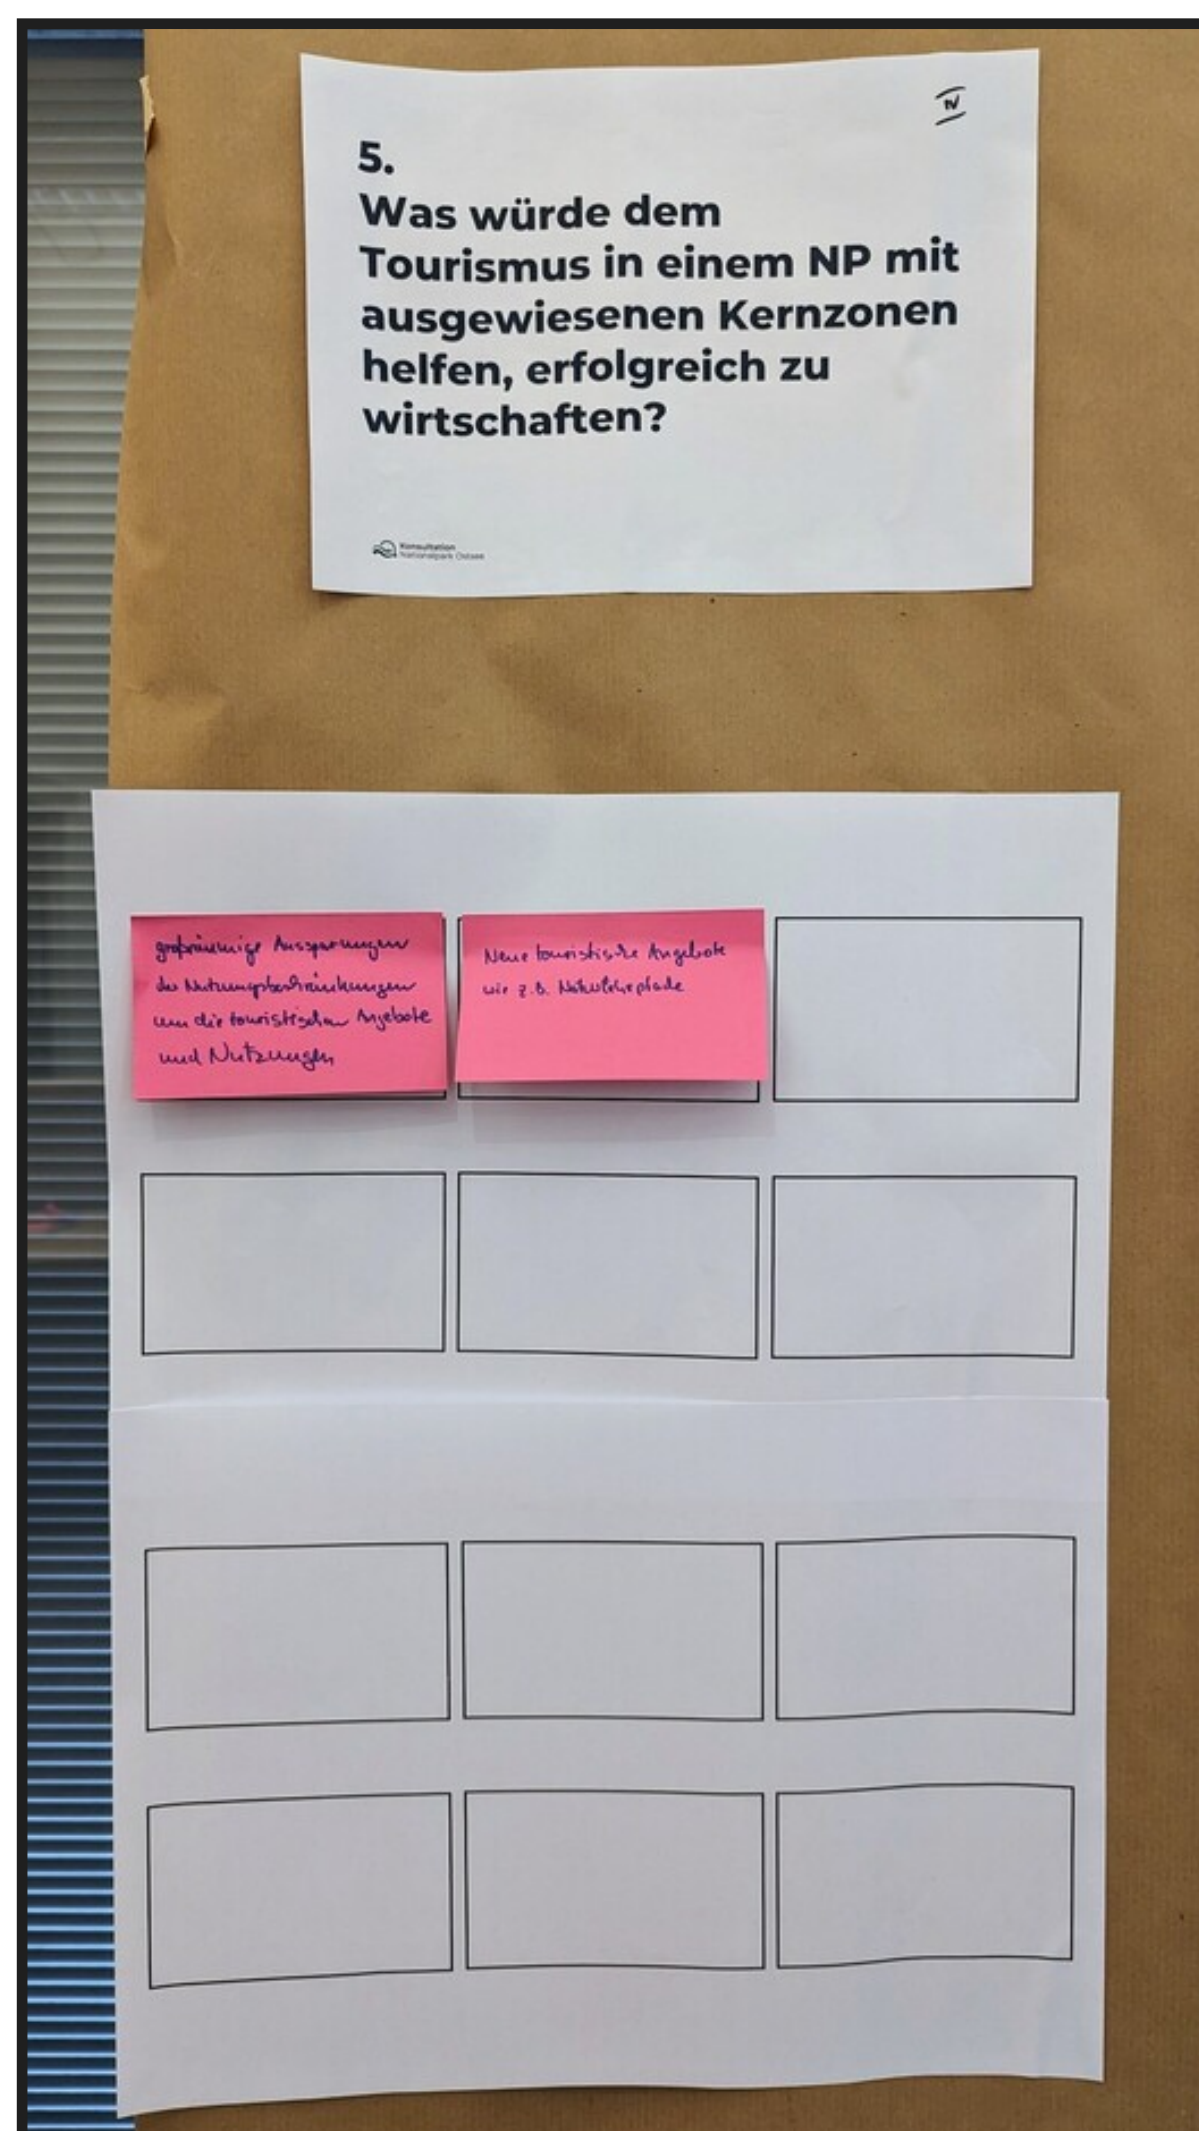 IV
5.
Was würde dem
Tourismus in einem NP mit
ausgewiesenen Kernzonen
helfen, erfolgreich zu
wirtschaften?
Konsultation
Nationalpark Ostsee
großräumige Aussparungen
der Nutzungsbeschränkungen
um die touristischen Angebote
und Nutzungen
Neue touristische Angebote
wie z.B. Naturlehrpfade